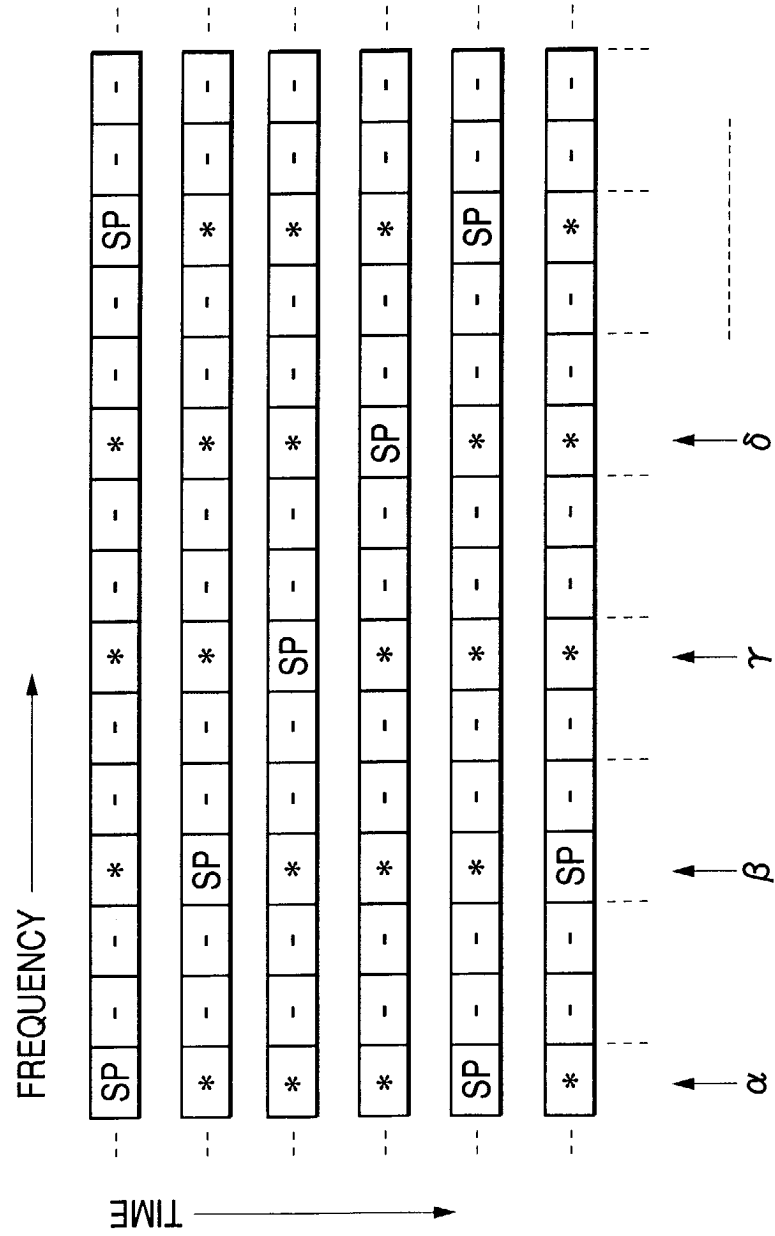 FREQUENCY
TIME
SP - - * - - * - - * - - SP - -
* - - SP - - * - - * - - * - -
* - - * - - SP - - * - - * - -
* - - * - - * - - SP - - * - -
SP - - * - - * - - * - - SP - -
* - - SP - - * - - * - - * - -
α β γ δ